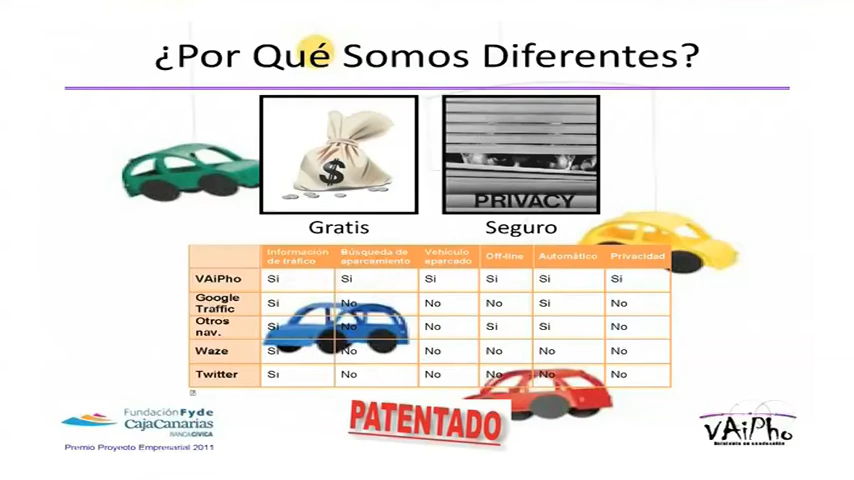 ¿Por Qué Somos Diferentes?
$
PRIVACY
Gratis Seguro
Información de tráfico Búsqueda de aparcamiento Vehículo aparcado Off-line Automático Privacidad
VAiPho Si Si Si Si Si Si
Google Traffic Si No No No Si No
Otros nav. Si No No Si Si No
Waze Si No No No No No
Twitter Si No No No No No
PATENTADO
Fundación Fyde
CajaCanarias
BANCA CÍVICA
Premio Proyecto Empresarial 2011
VAiPho